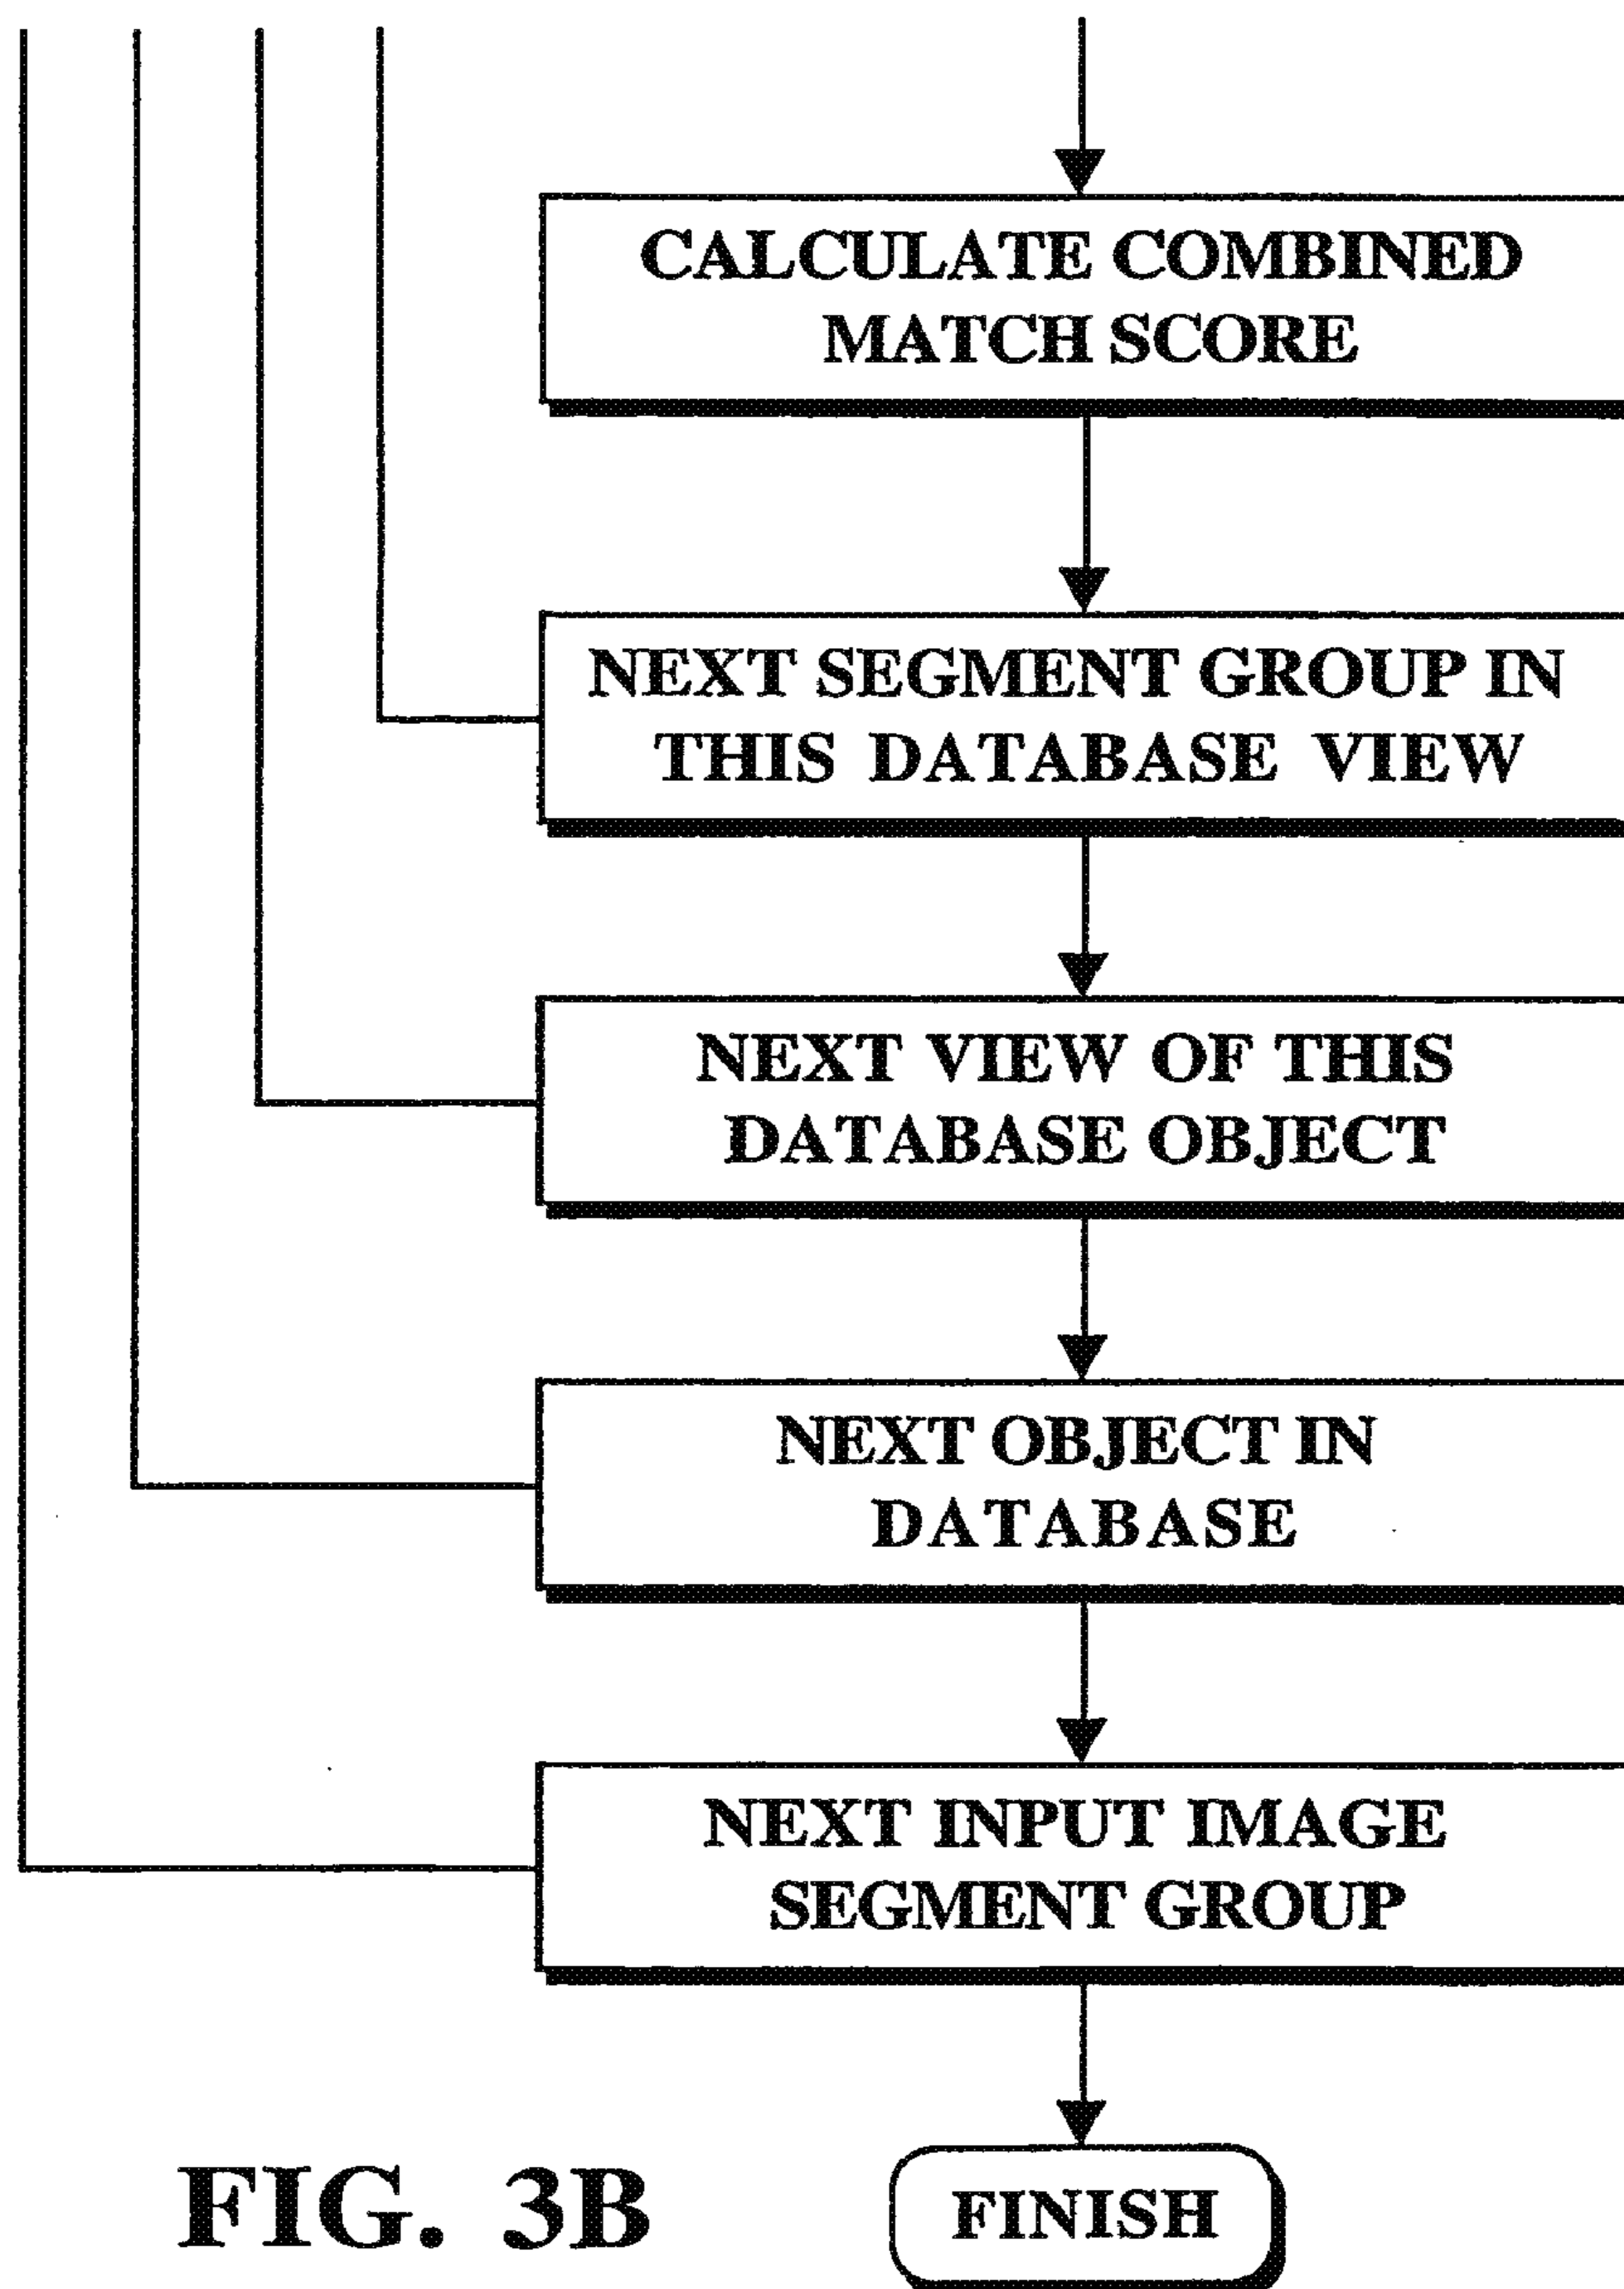 CALCULATE COMBINED
MATCH SCORE
NEXT SEGMENT GROUP IN
THIS DATABASE VIEW
NEXT VIEW OF THIS
DATABASE OBJECT
NEXT OBJECT IN
DATABASE
NEXT INPUT IMAGE
SEGMENT GROUP
FINISH
FIG. 3B